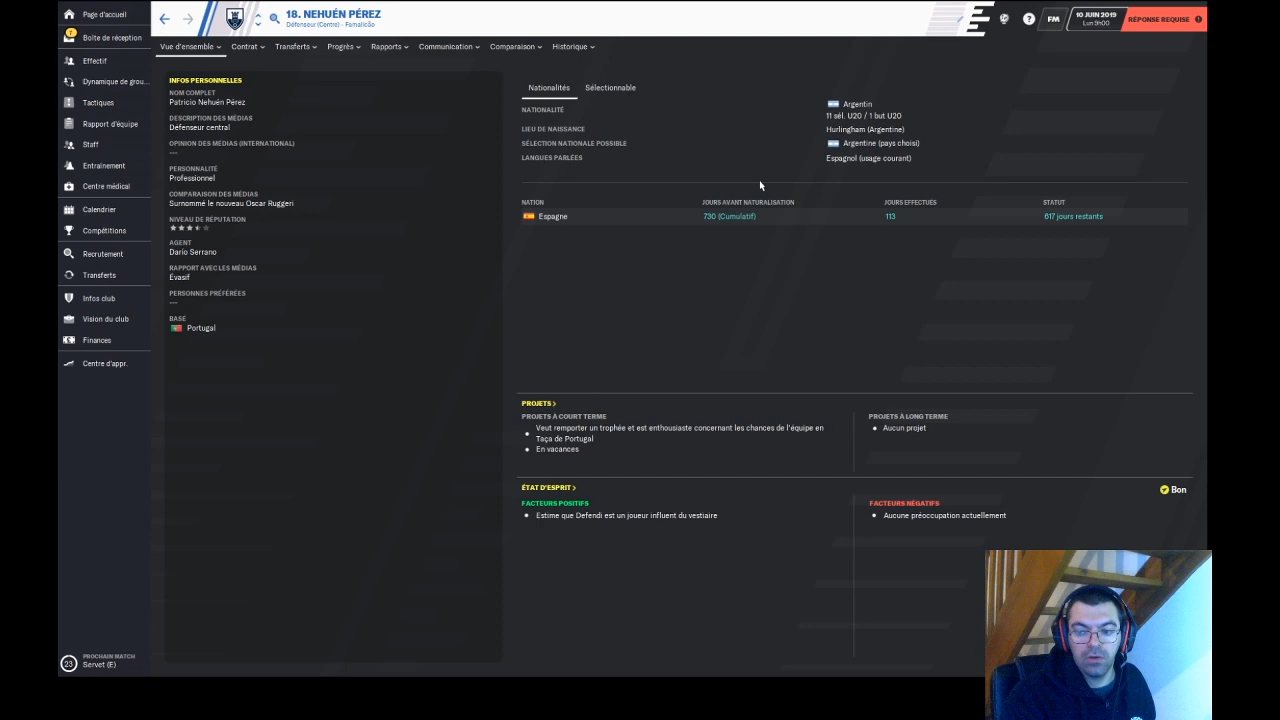 Page d'accueil
18. NEHUÉN PÉREZ
Défenseur (Centre) - Famalicão
FM
10 JUIN 2019
Lun 9h00
RÉPONSE REQUISE
Boîte de réception
Vue d'ensemble
Contrat
Transferts
Progrès
Rapports
Communication
Comparaison
Historique
Effectif
Dynamique de grou...
Tactiques
Rapport d'équipe
Staff
Entraînement
Centre médical
Calendrier
Compétitions
Recrutement
Transferts
Infos club
Vision du club
Finances
Centre d'appr.
PROCHAIN MATCH
23
Servet (E)
INFOS PERSONNELLES
NOM COMPLET
Patricio Nehuén Pérez
DESCRIPTION DES MÉDIAS
Défenseur central
OPINION DES MÉDIAS (INTERNATIONAL)
---
PERSONNALITÉ
Professionnel
COMPARAISON DES MÉDIAS
Surnommé le nouveau Oscar Ruggeri
NIVEAU DE RÉPUTATION
AGENT
Darío Serrano
RAPPORT AVEC LES MÉDIAS
Évasif
PERSONNES PRÉFÉRÉES
---
BASE
Portugal
Nationalités
Sélectionnable
NATIONALITÉ
Argentin
11 sél. U20 / 1 but U20
LIEU DE NAISSANCE
Hurlingham (Argentine)
SÉLECTION NATIONALE POSSIBLE
Argentine (pays choisi)
LANGUES PARLÉES
Espagnol (usage courant)
NATION
JOURS AVANT NATURALISATION
JOURS EFFECTUÉS
STATUT
Espagne
730 (Cumulatif)
113
617 jours restants
PROJETS >
PROJETS À COURT TERME
Veut remporter un trophée et est enthousiaste concernant les chances de l'équipe en
Taça de Portugal
En vacances
PROJETS À LONG TERME
Aucun projet
ÉTAT D'ESPRIT >
Bon
FACTEURS POSITIFS
Estime que Defendi est un joueur influent du vestiaire
FACTEURS NÉGATIFS
Aucune préoccupation actuellement